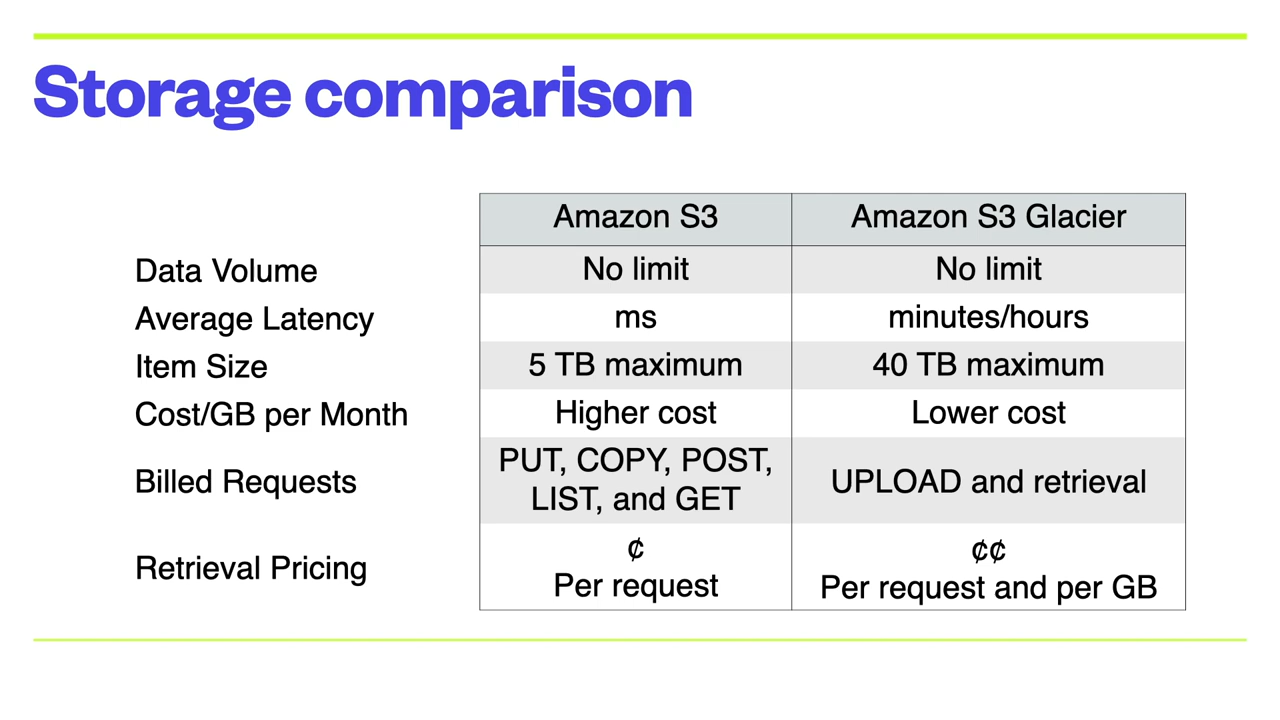 Storage comparison
Amazon S3 Amazon S3 Glacier
Data Volume No limit No limit
Average Latency ms minutes/hours
Item Size 5 TB maximum 40 TB maximum
Cost/GB per Month Higher cost Lower cost
Billed Requests PUT, COPY, POST, UPLOAD and retrieval
LIST, and GET
Retrieval Pricing ¢ ¢¢
Per request Per request and per GB